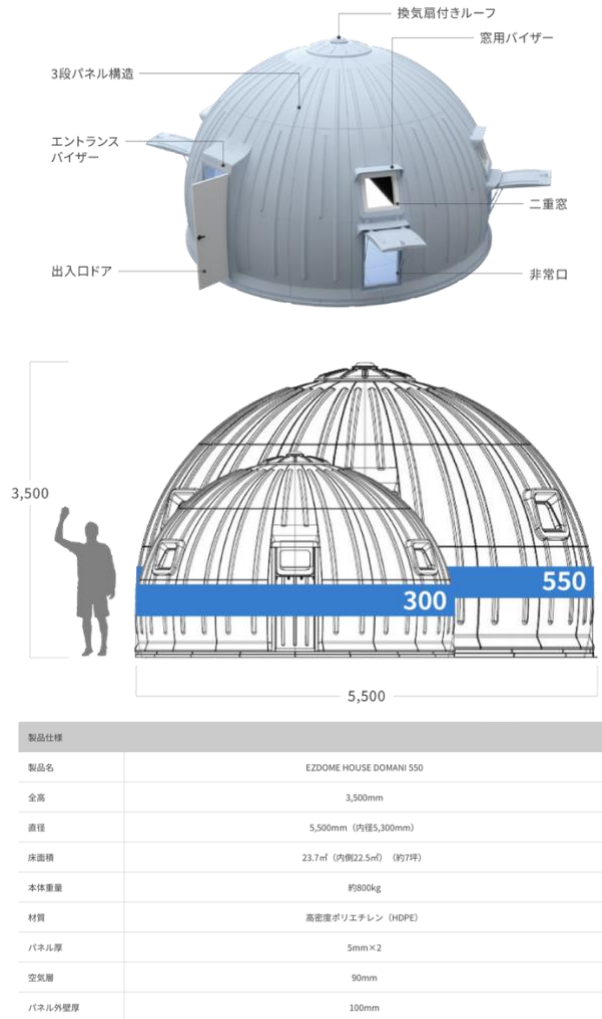 換気扇付きルーフ
窓用バイザー
3段パネル構造
エントランス
バイザー
二重窓
出入口ドア
非常口
3,500
550
300
5,500
製品仕様
製品名 EZDOME HOUSE DOMANI 550
全高 3,500mm
直径 5,500mm（内径5,300mm）
床面積 23.7㎡（内側22.5㎡）（約7坪）
本体重量 約800kg
材質 高密度ポリエチレン（HDPE）
パネル厚 5mm×2
空気層 90mm
パネル外壁厚 100mm